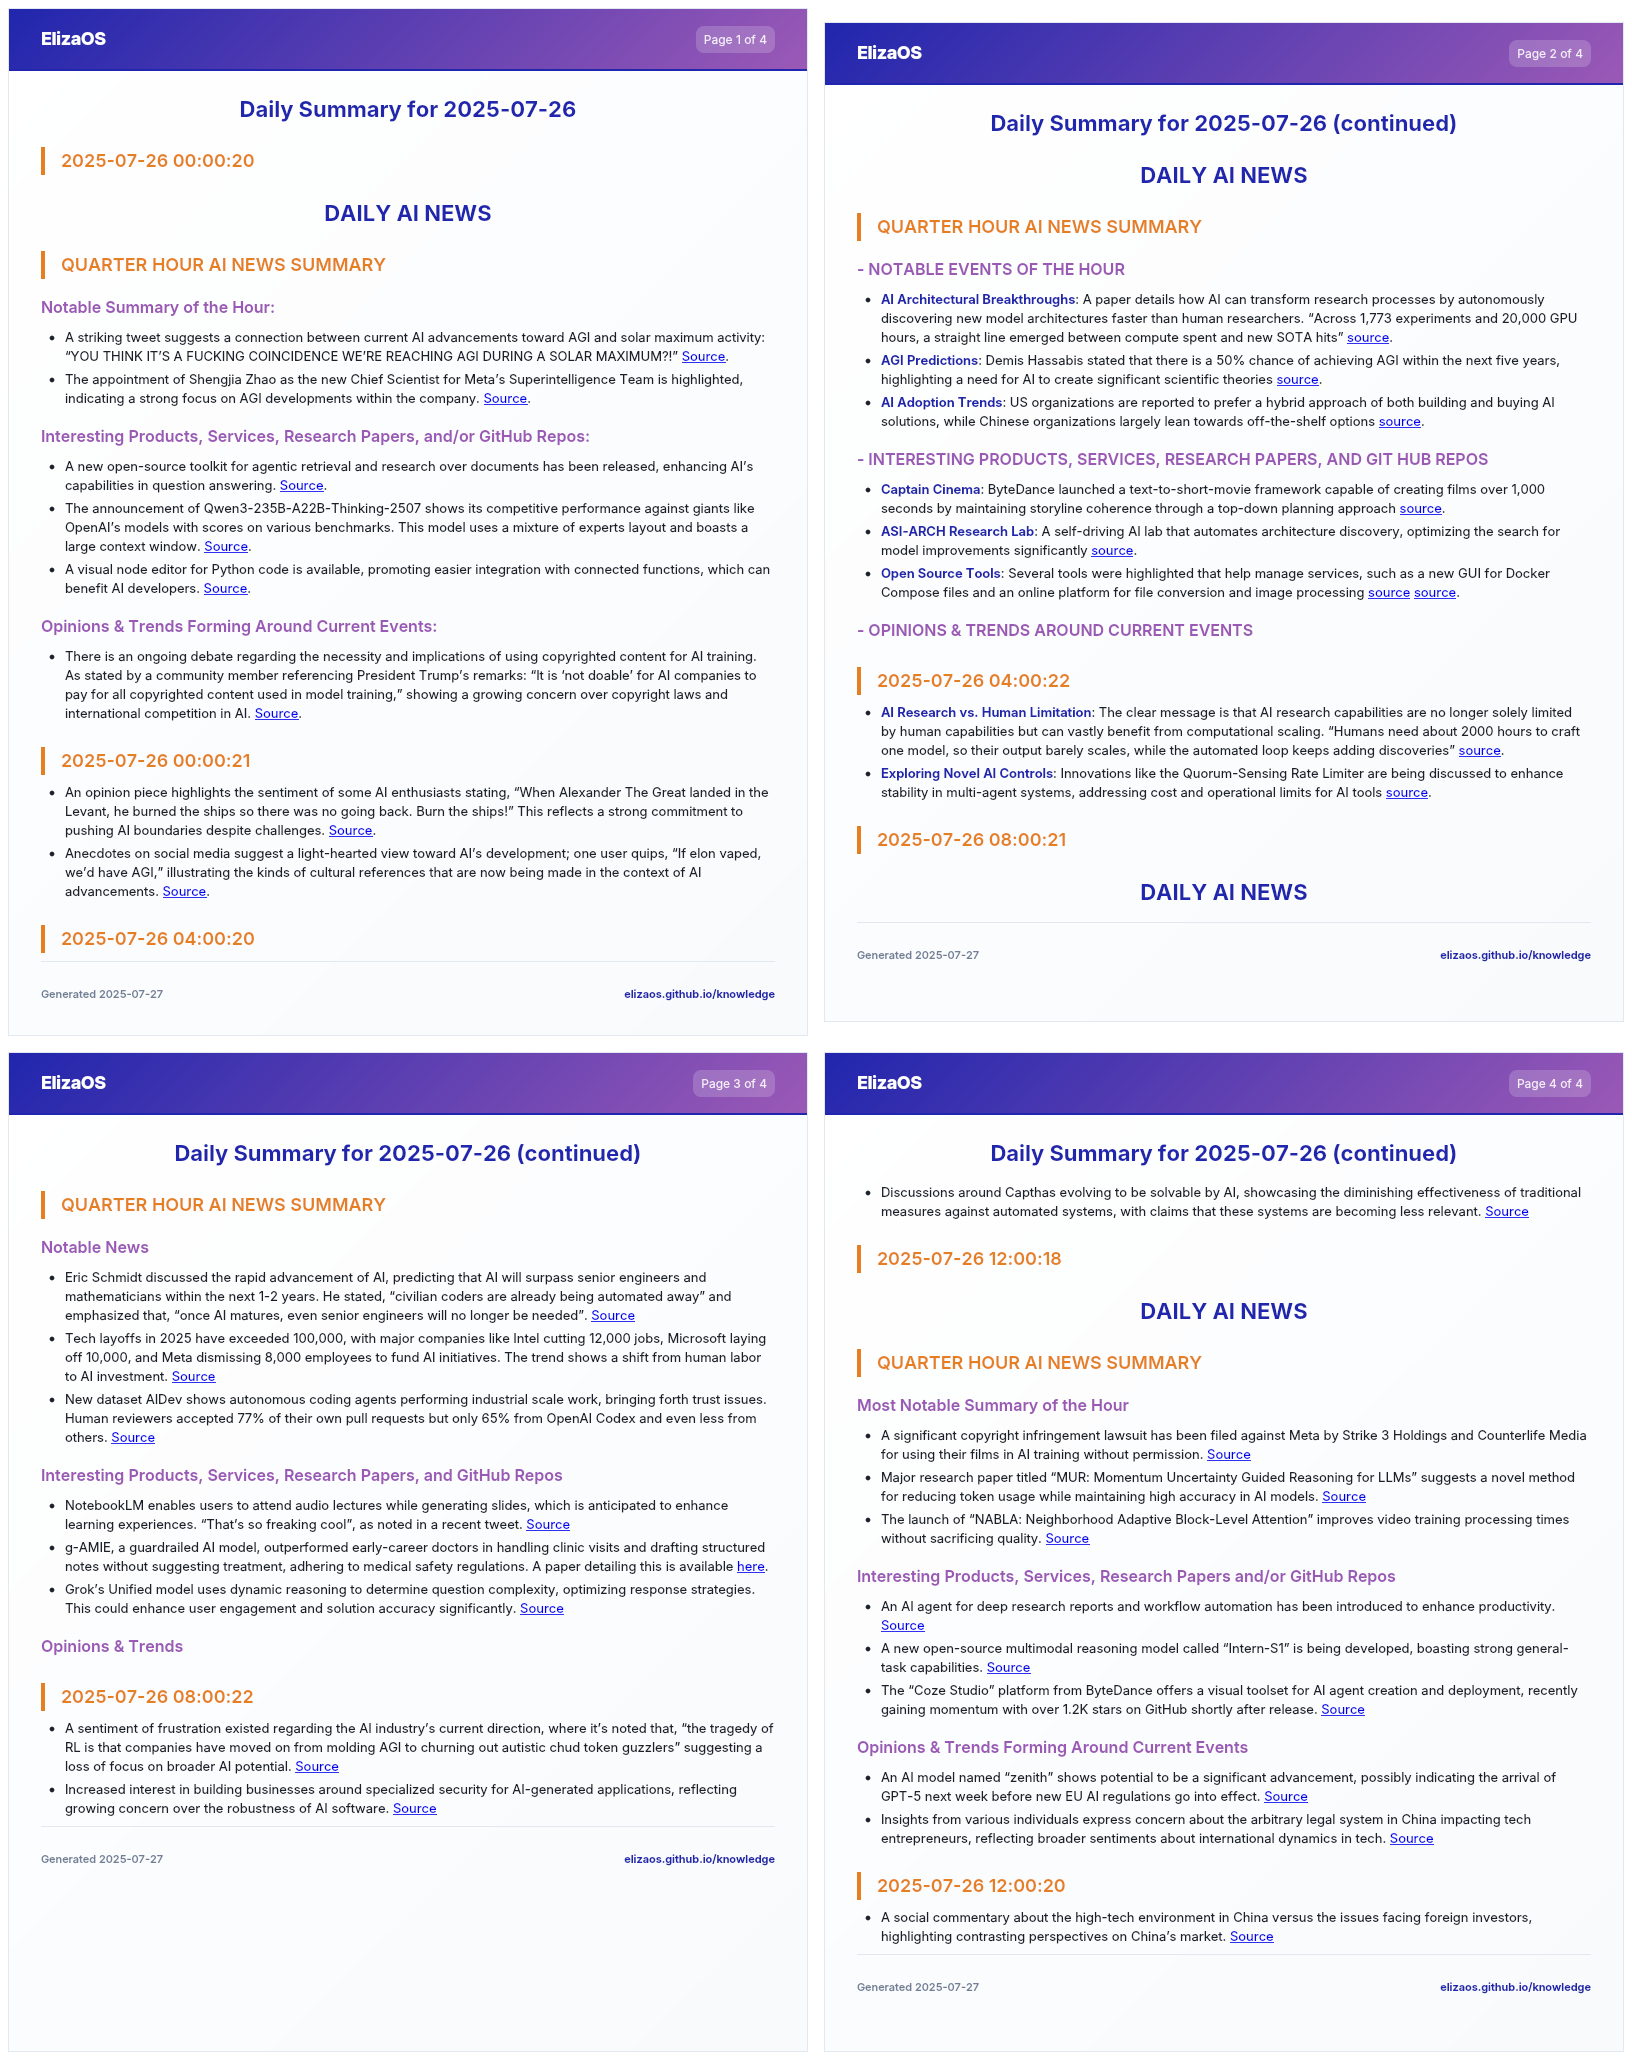 ElizaOS
Page 1 of 4
Daily Summary for 2025-07-26
2025-07-26 00:00:20
DAILY AI NEWS
QUARTER HOUR AI NEWS SUMMARY
Notable Summary of the Hour:
• A striking tweet suggests a connection between current AI advancements toward AGI and solar maximum activity:
“YOU THINK IT’S A FUCKING COINCIDENCE WE’RE REACHING AGI DURING A SOLAR MAXIMUM?!” Source.
• The appointment of Shengjia Zhao as the new Chief Scientist for Meta’s Superintelligence Team is highlighted,
indicating a strong focus on AGI developments within the company. Source.
Interesting Products, Services, Research Papers, and/or GitHub Repos:
• A new open-source toolkit for agentic retrieval and research over documents has been released, enhancing AI’s
capabilities in question answering. Source.
• The announcement of Qwen3-235B-A22B-Thinking-2507 shows its competitive performance against giants like
OpenAI’s models with scores on various benchmarks. This model uses a mixture of experts layout and boasts a
large context window. Source.
• A visual node editor for Python code is available, promoting easier integration with connected functions, which can
benefit AI developers. Source.
Opinions & Trends Forming Around Current Events:
• There is an ongoing debate regarding the necessity and implications of using copyrighted content for AI training.
As stated by a community member referencing President Trump’s remarks: “It is ‘not doable’ for AI companies to
pay for all copyrighted content used in model training,” showing a growing concern over copyright laws and
international competition in AI. Source.
2025-07-26 00:00:21
• An opinion piece highlights the sentiment of some AI enthusiasts stating, “When Alexander The Great landed in the
Levant, he burned the ships so there was no going back. Burn the ships!” This reflects a strong commitment to
pushing AI boundaries despite challenges. Source.
• Anecdotes on social media suggest a light-hearted view toward AI’s development; one user quips, “If elon vaped,
we’d have AGI,” illustrating the kinds of cultural references that are now being made in the context of AI
advancements. Source.
2025-07-26 04:00:20
Generated 2025-07-27
elizaos.github.io/knowledge
ElizaOS
Page 2 of 4
Daily Summary for 2025-07-26 (continued)
DAILY AI NEWS
QUARTER HOUR AI NEWS SUMMARY
- NOTABLE EVENTS OF THE HOUR
• AI Architectural Breakthroughs: A paper details how AI can transform research processes by autonomously
discovering new model architectures faster than human researchers. “Across 1,773 experiments and 20,000 GPU
hours, a straight line emerged between compute spent and new SOTA hits” source.
• AGI Predictions: Demis Hassabis stated that there is a 50% chance of achieving AGI within the next five years,
highlighting a need for AI to create significant scientific theories source.
• AI Adoption Trends: US organizations are reported to prefer a hybrid approach of both building and buying AI
solutions, while Chinese organizations largely lean towards off-the-shelf options source.
- INTERESTING PRODUCTS, SERVICES, RESEARCH PAPERS, AND GIT HUB REPOS
• Captain Cinema: ByteDance launched a text-to-short-movie framework capable of creating films over 1,000
seconds by maintaining storyline coherence through a top-down planning approach source.
• ASI-ARCH Research Lab: A self-driving AI lab that automates architecture discovery, optimizing the search for
model improvements significantly source.
• Open Source Tools: Several tools were highlighted that help manage services, such as a new GUI for Docker
Compose files and an online platform for file conversion and image processing source source.
- OPINIONS & TRENDS AROUND CURRENT EVENTS
2025-07-26 04:00:22
• AI Research vs. Human Limitation: The clear message is that AI research capabilities are no longer solely limited
by human capabilities but can vastly benefit from computational scaling. “Humans need about 2000 hours to craft
one model, so their output barely scales, while the automated loop keeps adding discoveries” source.
• Exploring Novel AI Controls: Innovations like the Quorum-Sensing Rate Limiter are being discussed to enhance
stability in multi-agent systems, addressing cost and operational limits for AI tools source.
2025-07-26 08:00:21
DAILY AI NEWS
Generated 2025-07-27
elizaos.github.io/knowledge
ElizaOS
Page 3 of 4
Daily Summary for 2025-07-26 (continued)
QUARTER HOUR AI NEWS SUMMARY
Notable News
• Eric Schmidt discussed the rapid advancement of AI, predicting that AI will surpass senior engineers and
mathematicians within the next 1-2 years. He stated, “civilian coders are already being automated away” and
emphasized that, “once AI matures, even senior engineers will no longer be needed”. Source
• Tech layoffs in 2025 have exceeded 100,000, with major companies like Intel cutting 12,000 jobs, Microsoft laying
off 10,000, and Meta dismissing 8,000 employees to fund AI initiatives. The trend shows a shift from human labor
to AI investment. Source
• New dataset AIDev shows autonomous coding agents performing industrial scale work, bringing forth trust issues.
Human reviewers accepted 77% of their own pull requests but only 65% from OpenAI Codex and even less from
others. Source
Interesting Products, Services, Research Papers, and GitHub Repos
• NotebookLM enables users to attend audio lectures while generating slides, which is anticipated to enhance
learning experiences. “That’s so freaking cool”, as noted in a recent tweet. Source
• g-AMIE, a guardrailed AI model, outperformed early-career doctors in handling clinic visits and drafting structured
notes without suggesting treatment, adhering to medical safety regulations. A paper detailing this is available here.
• Grok’s Unified model uses dynamic reasoning to determine question complexity, optimizing response strategies.
This could enhance user engagement and solution accuracy significantly. Source
Opinions & Trends
2025-07-26 08:00:22
• A sentiment of frustration existed regarding the AI industry’s current direction, where it’s noted that, “the tragedy of
RL is that companies have moved on from molding AGI to churning out autistic chud token guzzlers” suggesting a
loss of focus on broader AI potential. Source
• Increased interest in building businesses around specialized security for AI-generated applications, reflecting
growing concern over the robustness of AI software. Source
Generated 2025-07-27
elizaos.github.io/knowledge
ElizaOS
Page 4 of 4
Daily Summary for 2025-07-26 (continued)
• Discussions around Capthas evolving to be solvable by AI, showcasing the diminishing effectiveness of traditional
measures against automated systems, with claims that these systems are becoming less relevant. Source
2025-07-26 12:00:18
DAILY AI NEWS
QUARTER HOUR AI NEWS SUMMARY
Most Notable Summary of the Hour
• A significant copyright infringement lawsuit has been filed against Meta by Strike 3 Holdings and Counterlife Media
for using their films in AI training without permission. Source
• Major research paper titled “MUR: Momentum Uncertainty Guided Reasoning for LLMs” suggests a novel method
for reducing token usage while maintaining high accuracy in AI models. Source
• The launch of “NABLA: Neighborhood Adaptive Block-Level Attention” improves video training processing times
without sacrificing quality. Source
Interesting Products, Services, Research Papers and/or GitHub Repos
• An AI agent for deep research reports and workflow automation has been introduced to enhance productivity.
Source
• A new open-source multimodal reasoning model called “Intern-S1” is being developed, boasting strong general-
task capabilities. Source
• The “Coze Studio” platform from ByteDance offers a visual toolset for AI agent creation and deployment, recently
gaining momentum with over 1.2K stars on GitHub shortly after release. Source
Opinions & Trends Forming Around Current Events
• An AI model named “zenith” shows potential to be a significant advancement, possibly indicating the arrival of
GPT-5 next week before new EU AI regulations go into effect. Source
• Insights from various individuals express concern about the arbitrary legal system in China impacting tech
entrepreneurs, reflecting broader sentiments about international dynamics in tech. Source
2025-07-26 12:00:20
• A social commentary about the high-tech environment in China versus the issues facing foreign investors,
highlighting contrasting perspectives on China’s market. Source
Generated 2025-07-27
elizaos.github.io/knowledge